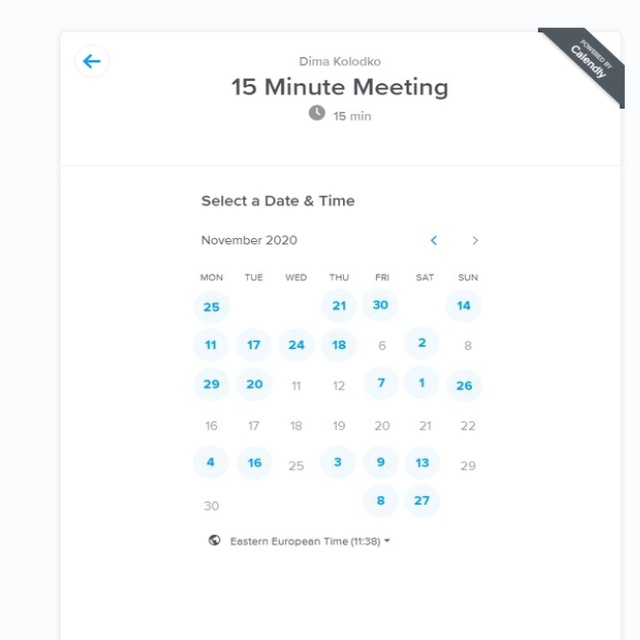 POWERED BY
Calendly
Dima Kolodko
15 Minute Meeting
15 min
Select a Date & Time
November 2020
MON TUE WED THU FRI SAT SUN
25 21 30 14
11 17 24 18 6 2 8
29 20 11 12 7 1 26
16 17 18 19 20 21 22
4 16 25 3 9 13 29
30 8 27
Eastern European Time (11:38)